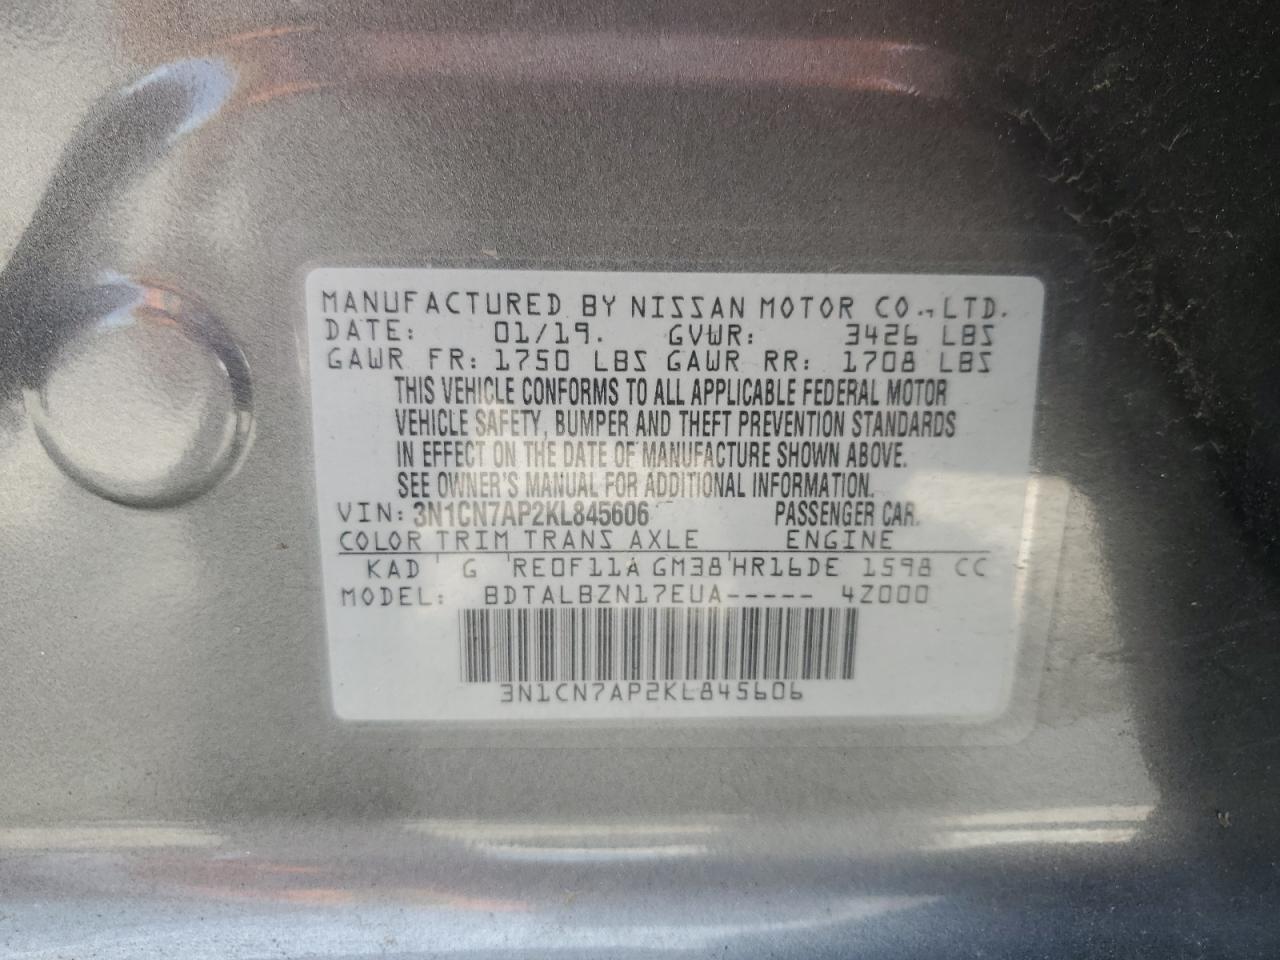 MANUFACTURED BY NISSAN MOTOR CO., LTD.
DATE: 01/19. GVWR: 3426 LBS
GAWR FR: 1750 LBS GAWR RR: 1708 LBS
THIS VEHICLE CONFORMS TO ALL APPLICABLE FEDERAL MOTOR
VEHICLE SAFETY, BUMPER AND THEFT PREVENTION STANDARDS
IN EFFECT ON THE DATE OF MANUFACTURE SHOWN ABOVE.
SEE OWNER'S MANUAL FOR ADDITIONAL INFORMATION.
VIN: 3N1CN7AP2KL845606 PASSENGER CAR.
COLOR TRIM TRANS AXLE ENGINE
KAD ' G ' RE0F11A GM38 ' HR16DE 1598 CC
MODEL: BDTALBZN17EUA----- 4Z000
3N1CN7AP2KL845606